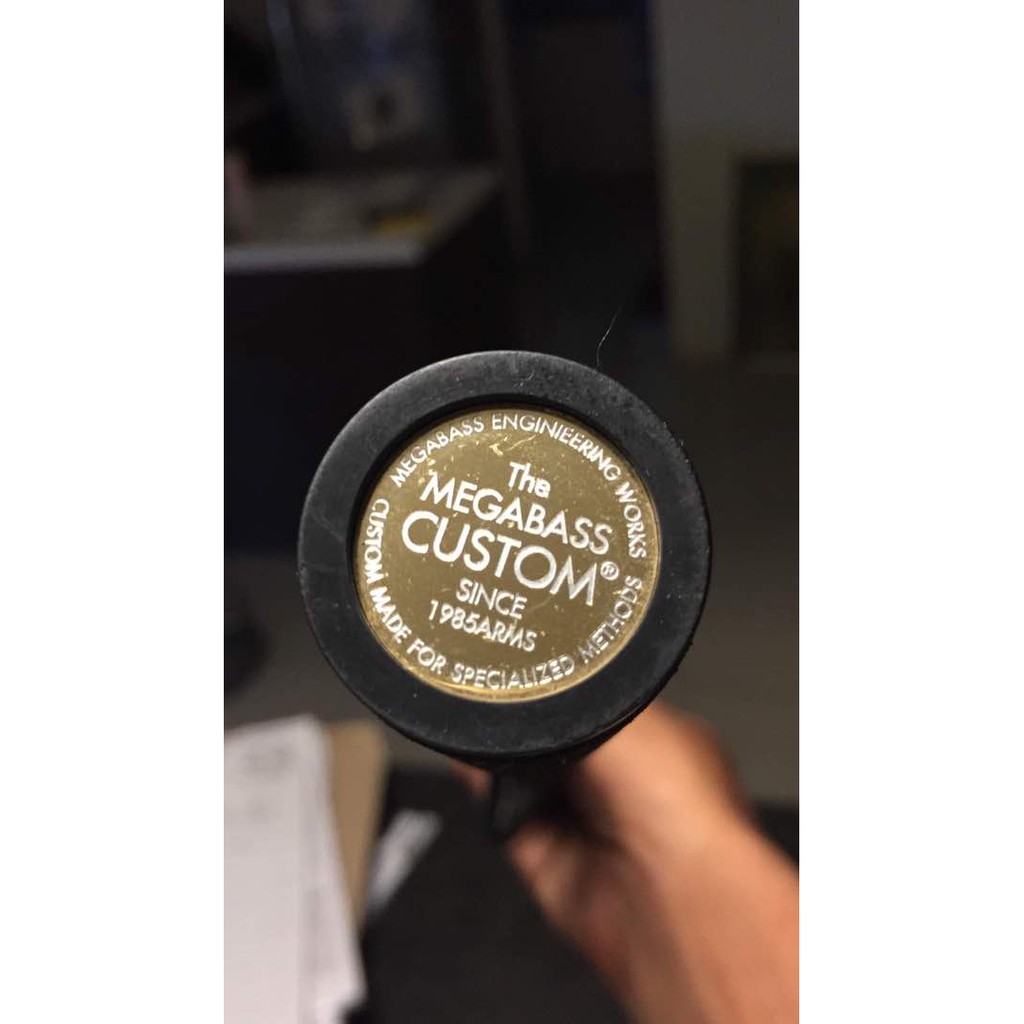 MEGABASS ENGINIEERING WORKS
The
MEGABASS
CUSTOM®
SINCE
1985ARMS
CUSTOM MADE FOR SPECIALIZED METHODS